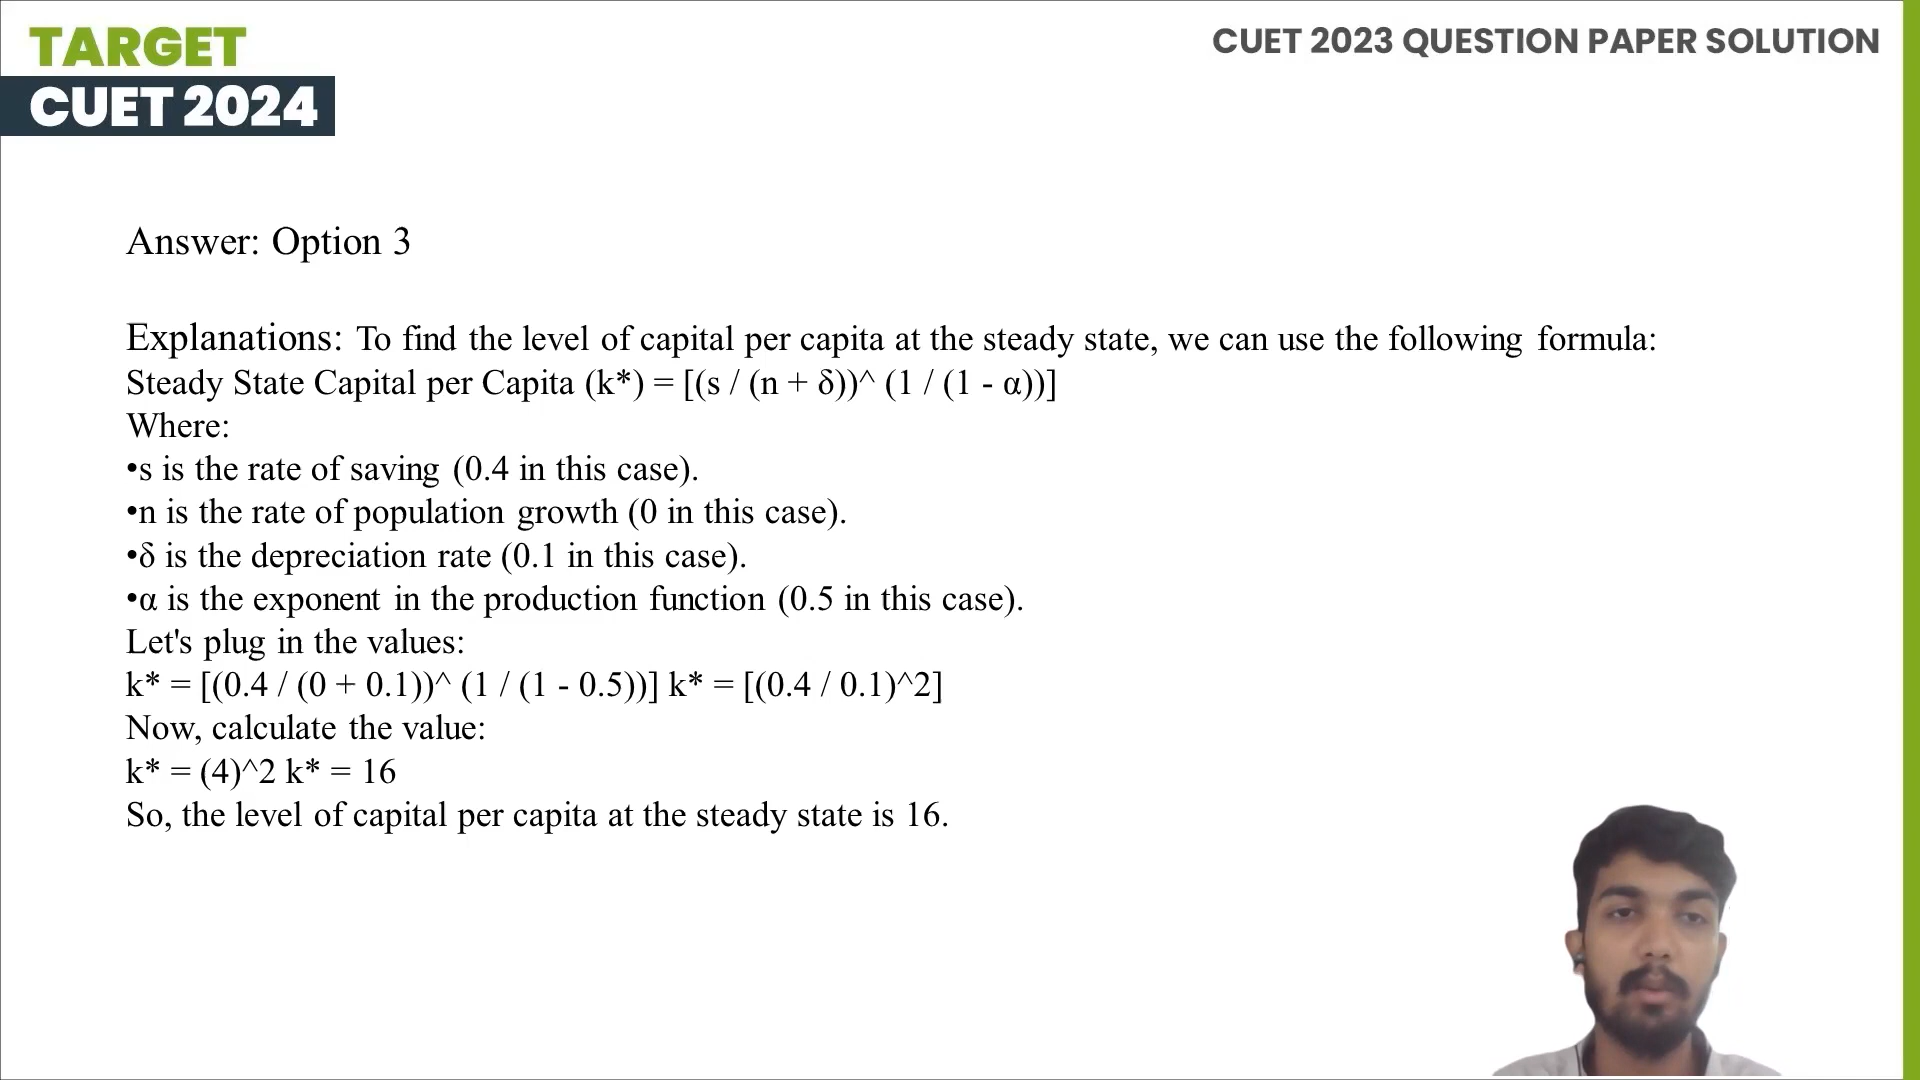 TARGET
CUET 2024
CUET 2023 QUESTION PAPER SOLUTION
Answer: Option 3
Explanations: To find the level of capital per capita at the steady state, we can use the following formula:
Steady State Capital per Capita (k*) = [(s / (n + δ))^ (1 / (1 - α))]
Where:
•s is the rate of saving (0.4 in this case).
•n is the rate of population growth (0 in this case).
•δ is the depreciation rate (0.1 in this case).
•α is the exponent in the production function (0.5 in this case).
Let's plug in the values:
k* = [(0.4 / (0 + 0.1))^ (1 / (1 - 0.5))] k* = [(0.4 / 0.1)^2]
Now, calculate the value:
k* = (4)^2 k* = 16
So, the level of capital per capita at the steady state is 16.